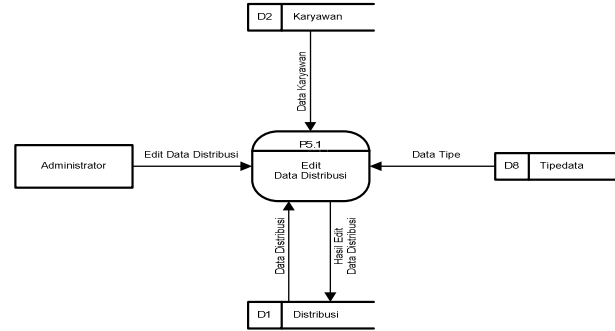 D2 Karyawan
Data Karyawan
P5.1
Administrator
Edit Data Distribusi
Edit
Data Distribusi
Data Tipe
D8 Tipedata
Data Distribusi
Hasil Edit
Data Distribusi
D1 Distribusi